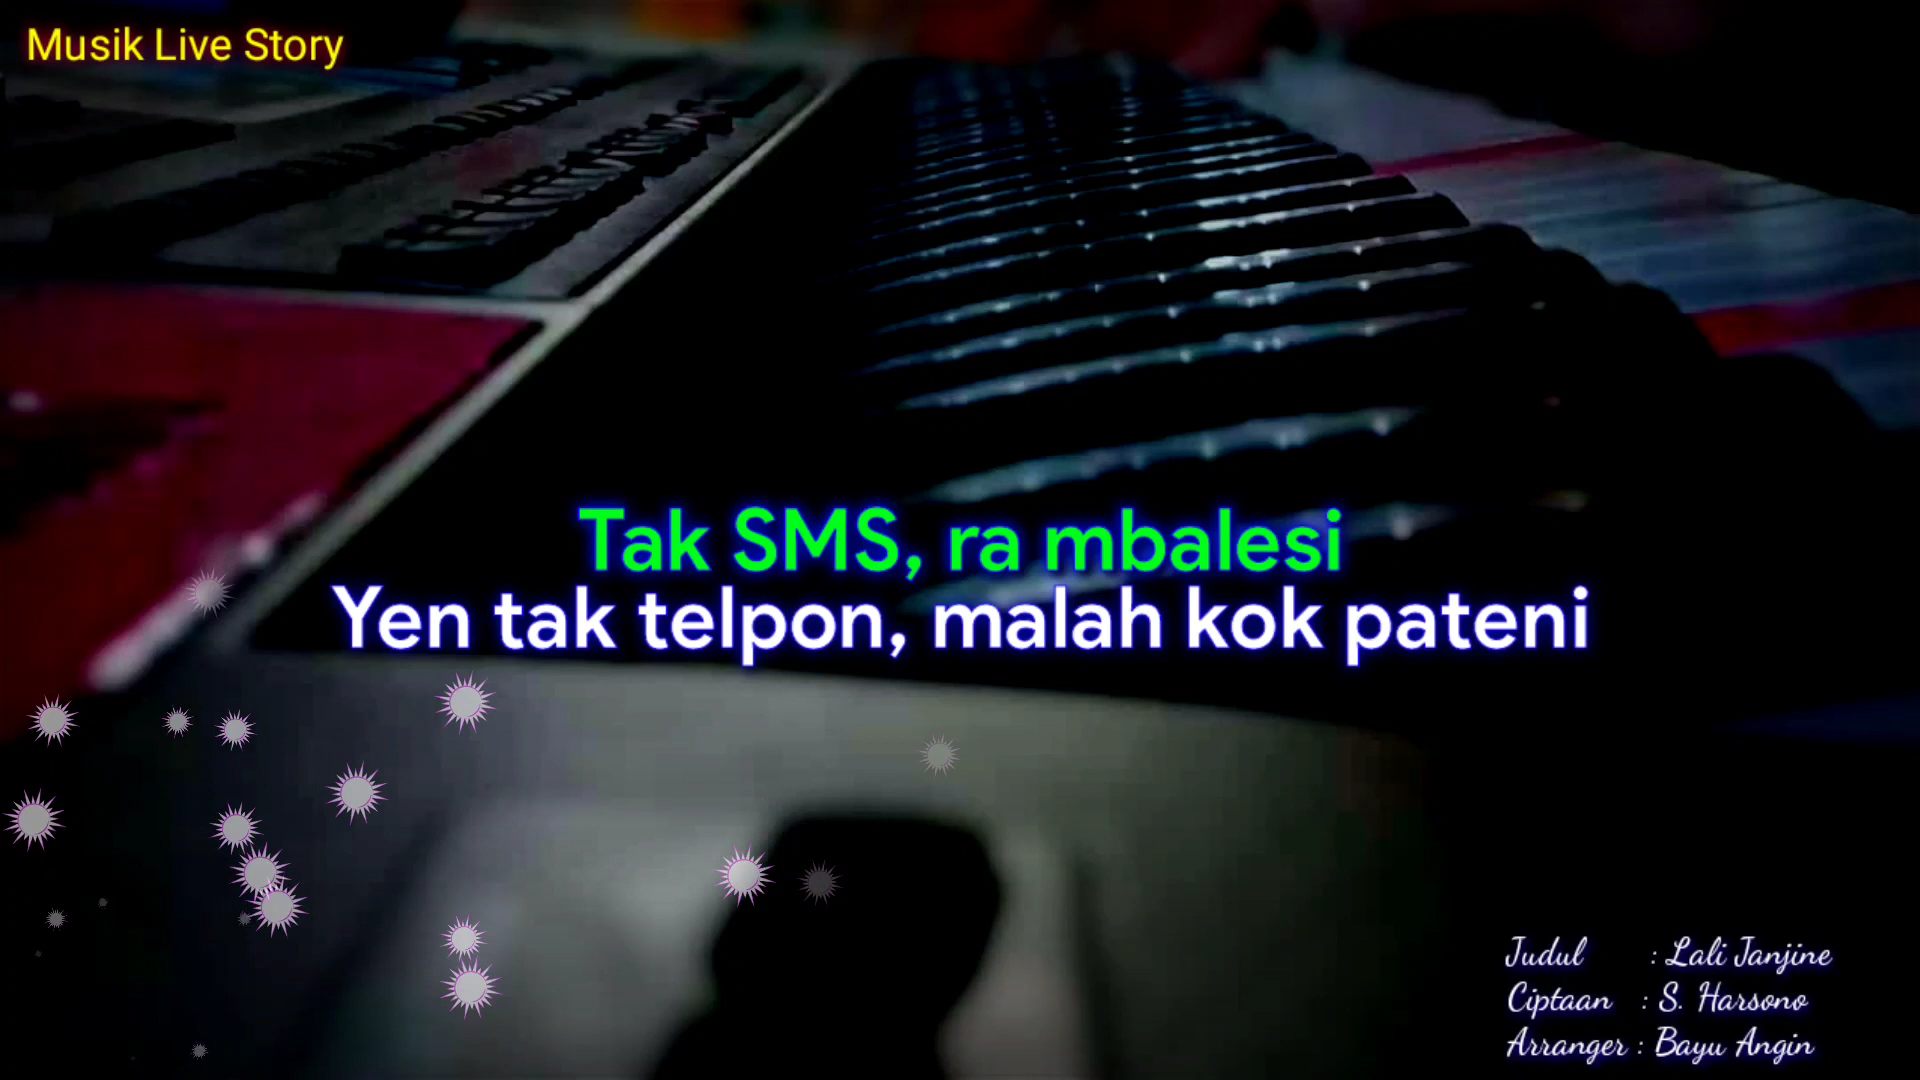 Musik Live Story
Tak SMS, ra mbalesi
Yen tak telpon, malah kok pateni
Judul : Lali Janjine
Ciptaan : S. Harsono
Arranger : Bayu Angin